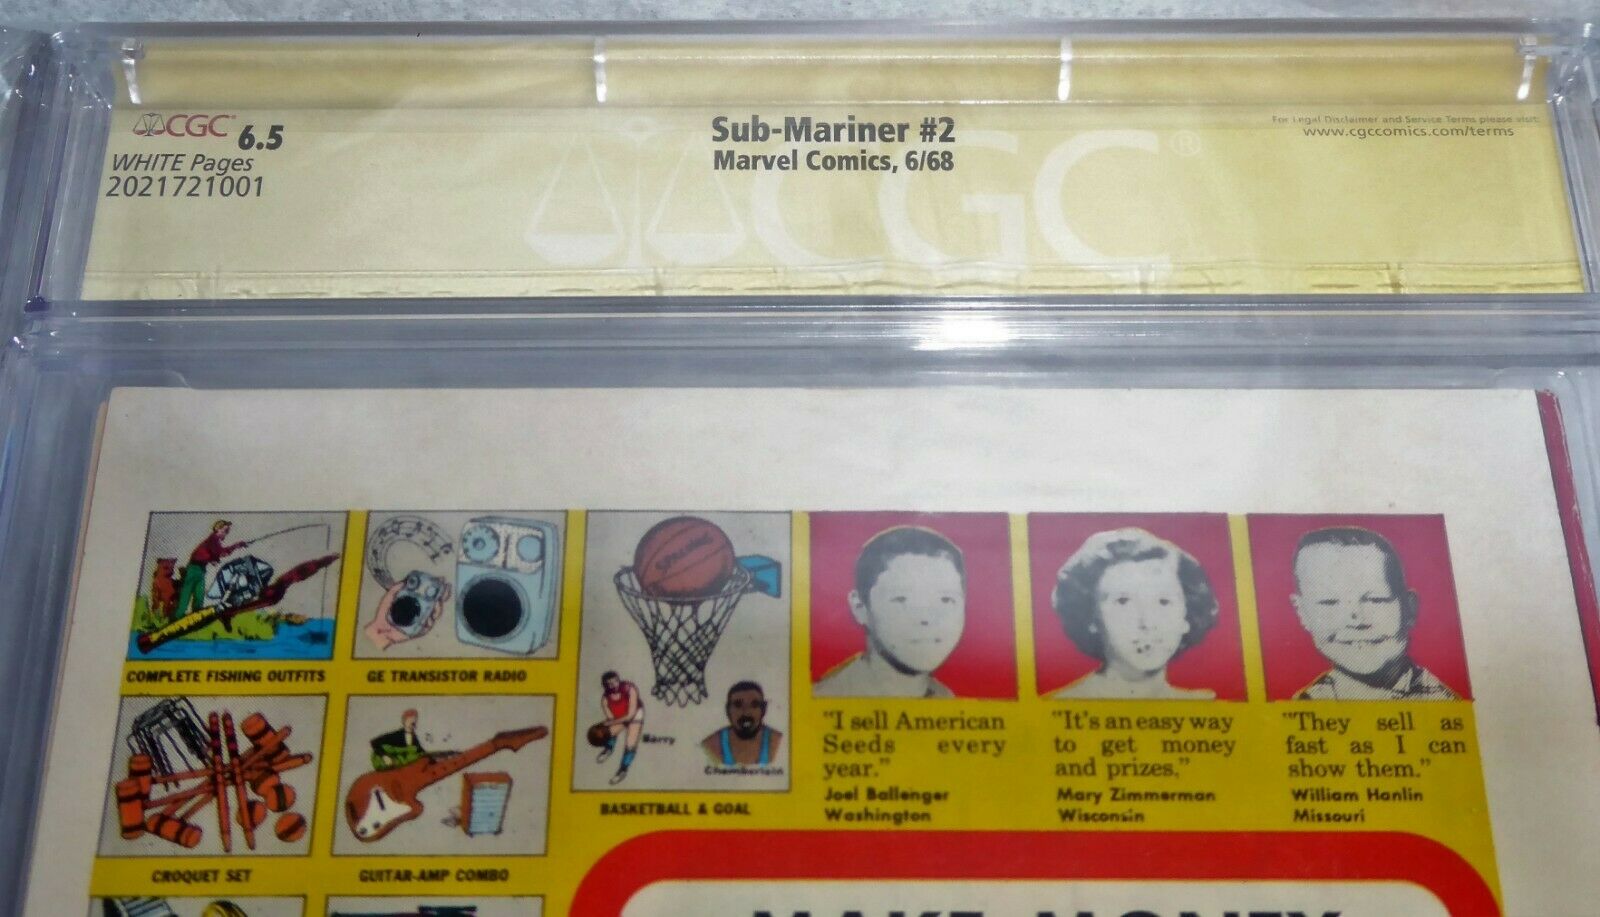 CGC® 6.5
WHITE Pages
2021721001
Sub-Mariner #2
Marvel Comics, 6/68
For Legal Disclaimer and Service Terms please visit:
www.cgccomics.com/terms
CGC®
COMPLETE FISHING OUTFITS
GE TRANSISTOR RADIO
Spalding
Barry
Chamberlain
BASKETBALL & GOAL
CROQUET SET
GUITAR-AMP COMBO
"I sell American
Seeds every
year."
Joel Ballenger
Washington
"It's an easy way
to get money
and prizes."
Mary Zimmerman
Wisconsin
"They sell as
fast as I can
show them."
William Hanlin
Missouri
MAKE MONEY